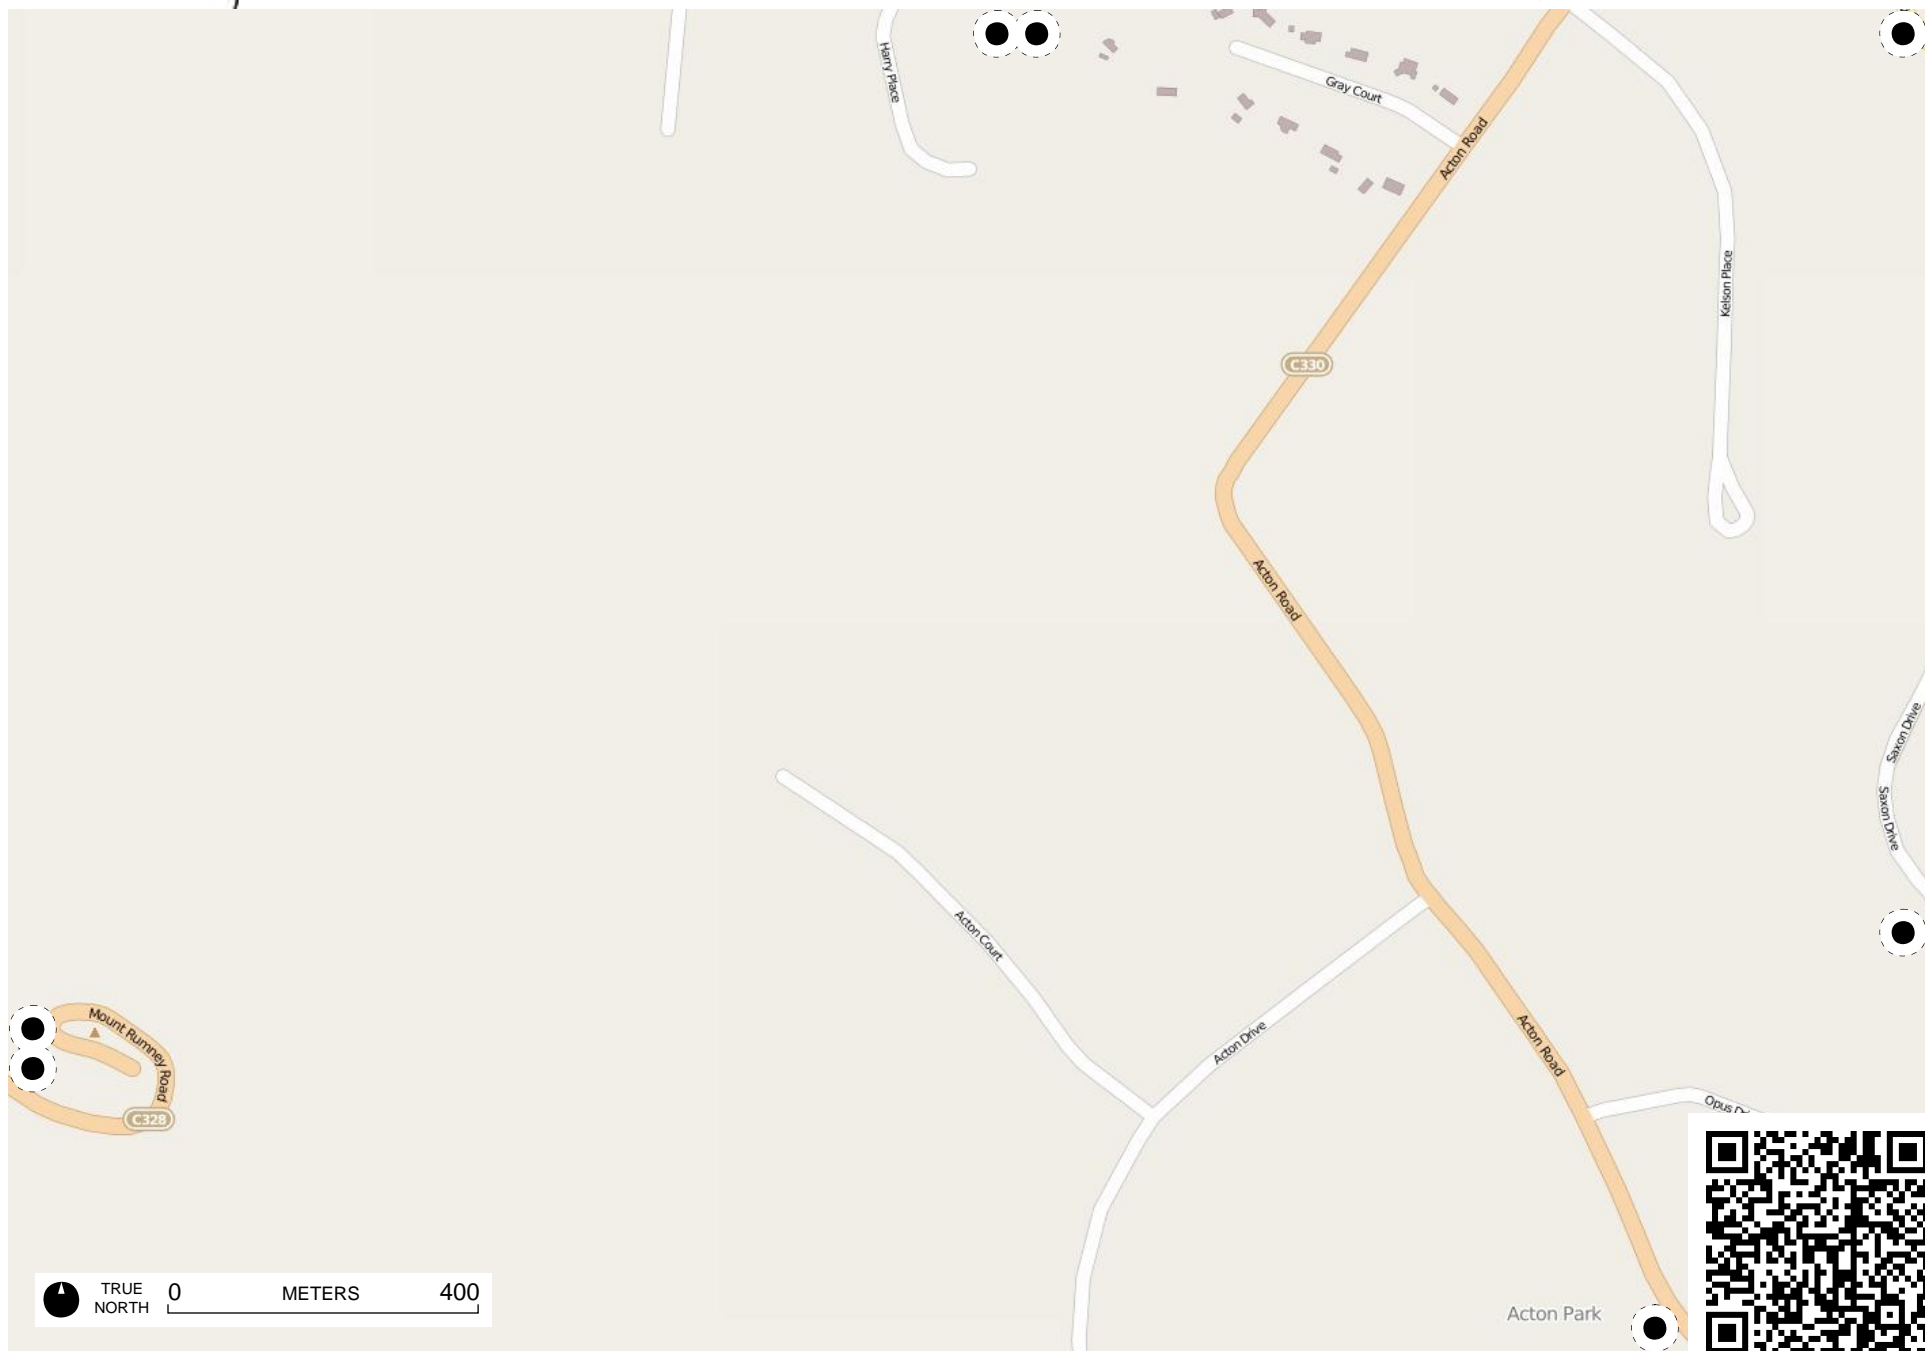 Harry Place
Gray Court
Acton Road
Kelson Place
C330
Acton Road
Saxon Drive
Saxon Drive
Acton Court
Mount Rumney Road
Acton Drive
Acton Road
C328
Opus
TRUE
NORTH
0 METERS 400
Acton Park